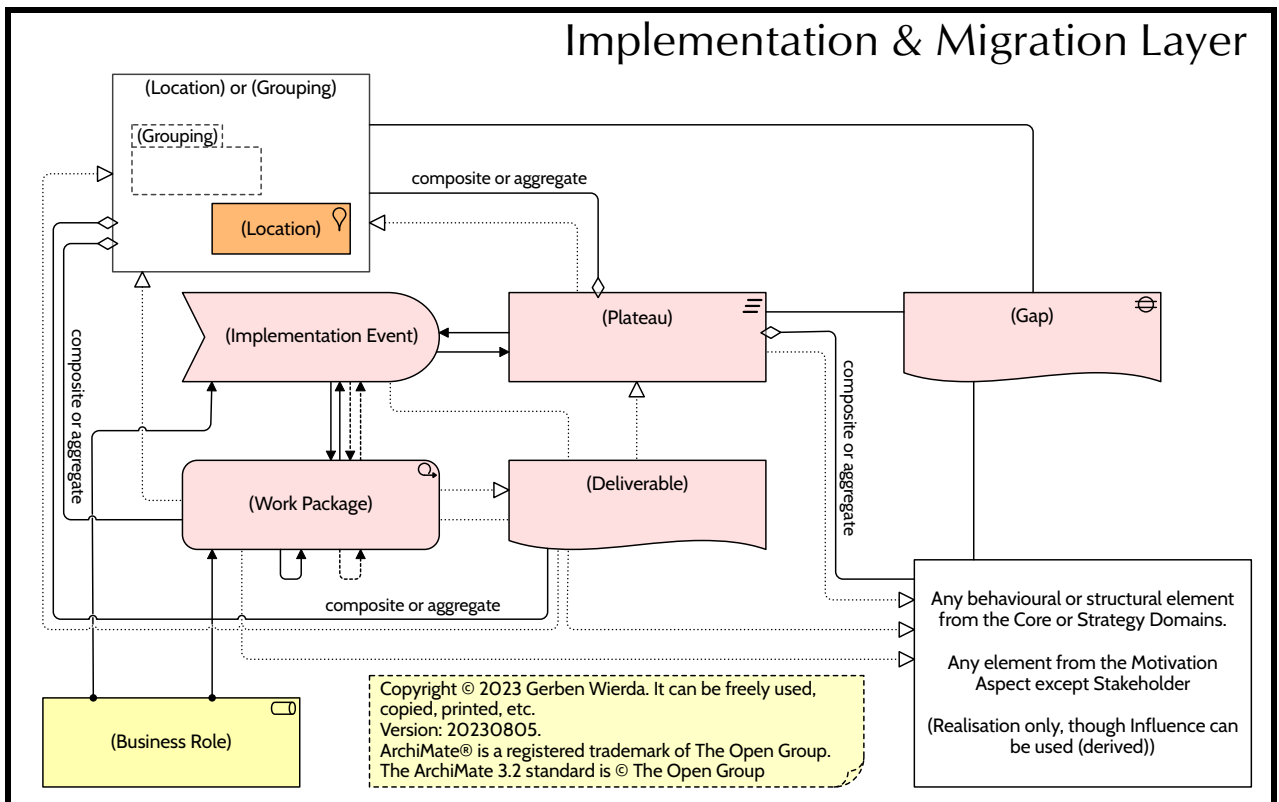 Implementation & Migration Layer
(Location) or (Grouping)
(Grouping)
(Location)
composite or aggregate
(Implementation Event)
(Plateau)
(Gap)
composite or aggregate
composite or aggregate
(Work Package)
(Deliverable)
composite or aggregate
Any behavioural or structural element
from the Core or Strategy Domains.
Any element from the Motivation
Aspect except Stakeholder
(Realisation only, though Influence can
be used (derived))
(Business Role)
Copyright © 2023 Gerben Wierda. It can be freely used,
copied, printed, etc.
Version: 20230805.
ArchiMate® is a registered trademark of The Open Group.
The ArchiMate 3.2 standard is © The Open Group